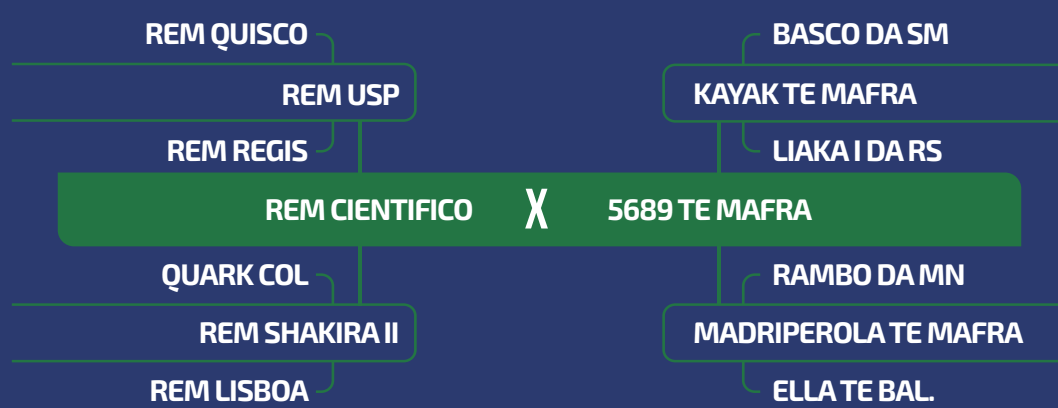 REM QUISCO
BASCO DA SM
REM USP
KAYAK TE MAFRA
REM REGIS
LIAKA I DA RS
REM CIENTIFICO X 5689 TE MAFRA
QUARK COL
RAMBO DA MN
REM SHAKIRA II
MADRIPEROLA TE MAFRA
REM LISBOA
ELLA TE BAL.